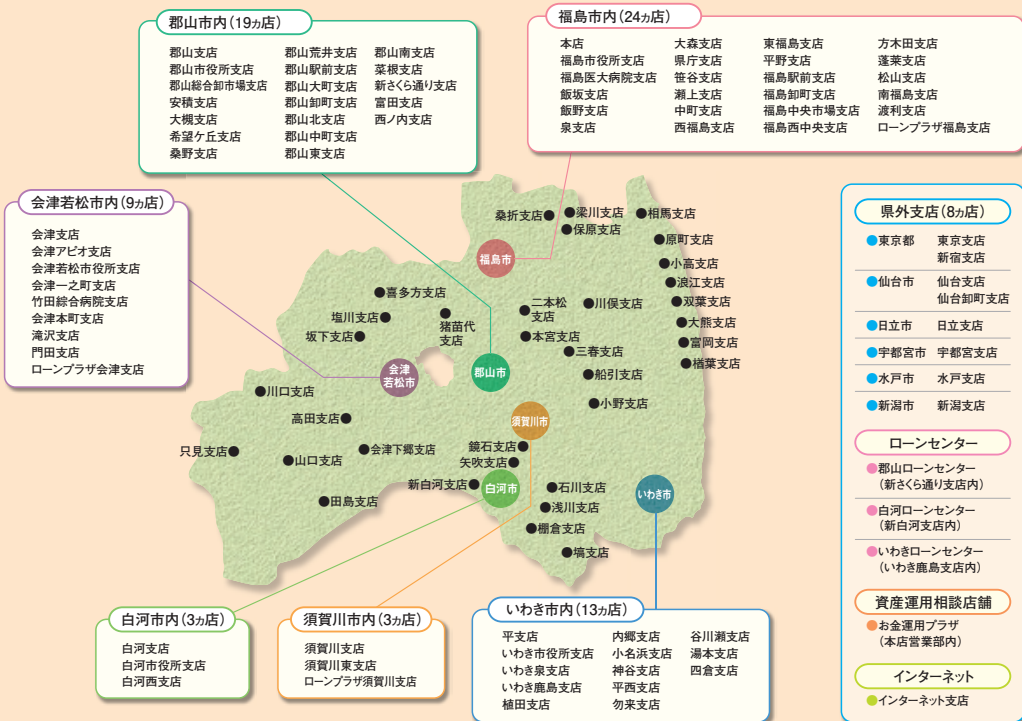 郡山市内（19ヵ店）
郡山支店
郡山市役所支店
郡山総合卸市場支店
安積支店
大槻支店
希望ケ丘支店
桑野支店
郡山荒井支店
郡山駅前支店
郡山大町支店
郡山卸町支店
郡山北支店
郡山中町支店
郡山東支店
郡山南支店
菜根支店
新さくら通り支店
富田支店
西ノ内支店
福島市内（24ヵ店）
本店
福島市役所支店
福島医大病院支店
飯坂支店
飯野支店
泉支店
大森支店
県庁支店
笹谷支店
瀬上支店
中町支店
西福島支店
東福島支店
平野支店
福島駅前支店
福島卸町支店
福島中央市場支店
福島西中央支店
方木田支店
蓬莱支店
松山支店
南福島支店
渡利支店
ローンプラザ福島支店
会津若松市内（9ヵ店）
会津支店
会津アピオ支店
会津若松市役所支店
会津一之町支店
竹田綜合病院支店
会津本町支店
滝沢支店
門田支店
ローンプラザ会津支店
桑折支店
梁川支店
保原支店
相馬支店
原町支店
小高支店
浪江支店
双葉支店
大熊支店
富岡支店
楢葉支店
福島市
喜多方支店
塩川支店
坂下支店
猪苗代
支店
二本松
支店
川俣支店
本宮支店
三春支店
船引支店
小野支店
会津
若松市
郡山市
須賀川市
川口支店
高田支店
只見支店
山口支店
会津下郷支店
田島支店
鏡石支店
矢吹支店
新白河支店
白河市
石川支店
浅川支店
棚倉支店
塙支店
いわき市
白河市内（3ヵ店）
白河支店
白河市役所支店
白河西支店
須賀川市内（3ヵ店）
須賀川支店
須賀川東支店
ローンプラザ須賀川支店
いわき市内（13ヵ店）
平支店
いわき市役所支店
いわき泉支店
いわき鹿島支店
植田支店
内郷支店
小名浜支店
神谷支店
平西支店
勿来支店
谷川瀬支店
湯本支店
四倉支店
県外支店（8ヵ店）
●東京都 東京支店
新宿支店
●仙台市 仙台支店
仙台卸町支店
●日立市 日立支店
●宇都宮市 宇都宮支店
●水戸市 水戸支店
●新潟市 新潟支店
ローンセンター
●郡山ローンセンター
（新さくら通り支店内）
●白河ローンセンター
（新白河支店内）
●いわきローンセンター
（いわき鹿島支店内）
資産運用相談店舗
●お金運用プラザ
（本店営業部内）
インターネット
●インターネット支店